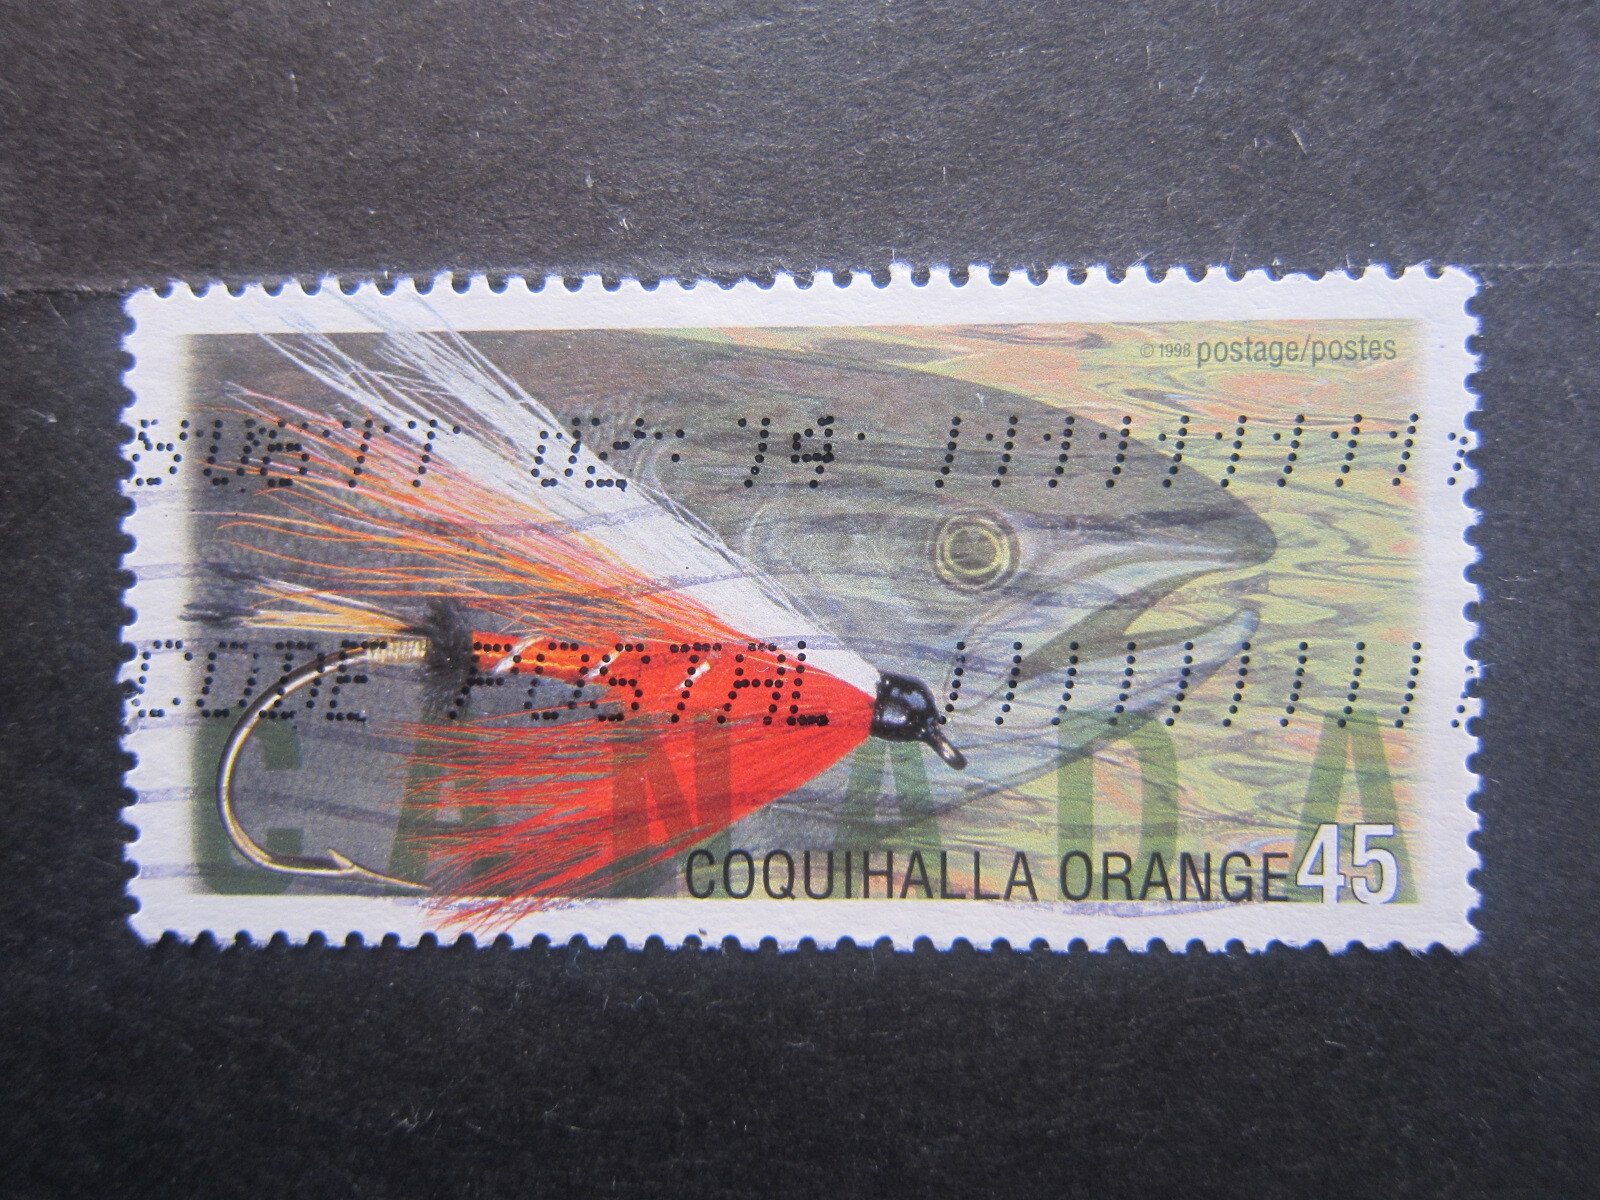 © 1998 postage/postes
CODE POSTAL
CANADA
COQUIHALLA ORANGE 45